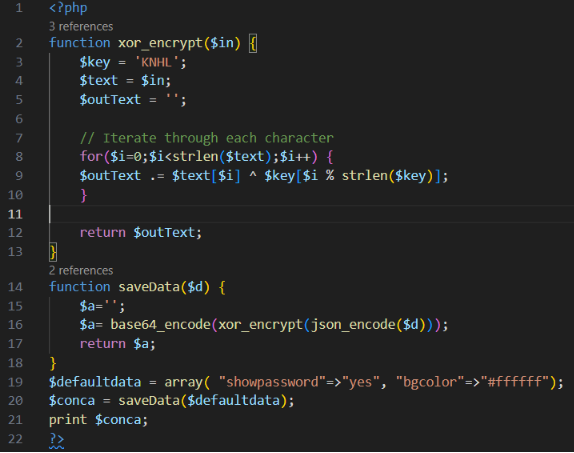 1 <?php
3 references
2 function xor_encrypt($in) {
3 $key = 'KNHL';
4 $text = $in;
5 $outText = '';
6
7 // Iterate through each character
8 for($i=0;$i<strlen($text);$i++) {
9 $outText .= $text[$i] ^ $key[$i % strlen($key)];
10 }
11
12 return $outText;
13 }
2 references
14 function saveData($d) {
15 $a='';
16 $a= base64_encode(xor_encrypt(json_encode($d)));
17 return $a;
18 }
19 $defaultdata = array( "showpassword"=>"yes", "bgcolor"=>"#ffffff");
20 $conca = saveData($defaultdata);
21 print $conca;
22 ?>